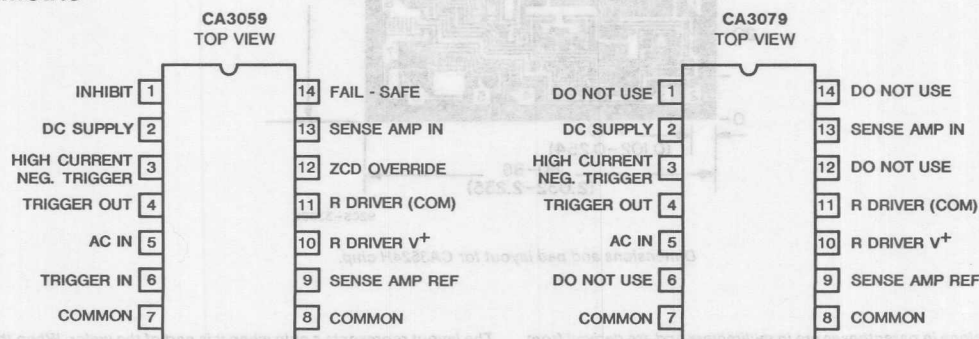 CA3059
TOP VIEW
INHIBIT 1
DC SUPPLY 2
HIGH CURRENT
NEG. TRIGGER 3
TRIGGER OUT 4
AC IN 5
TRIGGER IN 6
COMMON 7
14 FAIL - SAFE
13 SENSE AMP IN
12 ZCD OVERRIDE
11 R DRIVER (COM)
10 R DRIVER V+
9 SENSE AMP REF
8 COMMON
CA3079
TOP VIEW
DO NOT USE 1
DC SUPPLY 2
HIGH CURRENT
NEG. TRIGGER 3
TRIGGER OUT 4
AC IN 5
DO NOT USE 6
COMMON 7
14 DO NOT USE
13 SENSE AMP IN
12 DO NOT USE
11 R DRIVER (COM)
10 R DRIVER V+
9 SENSE AMP REF
8 COMMON